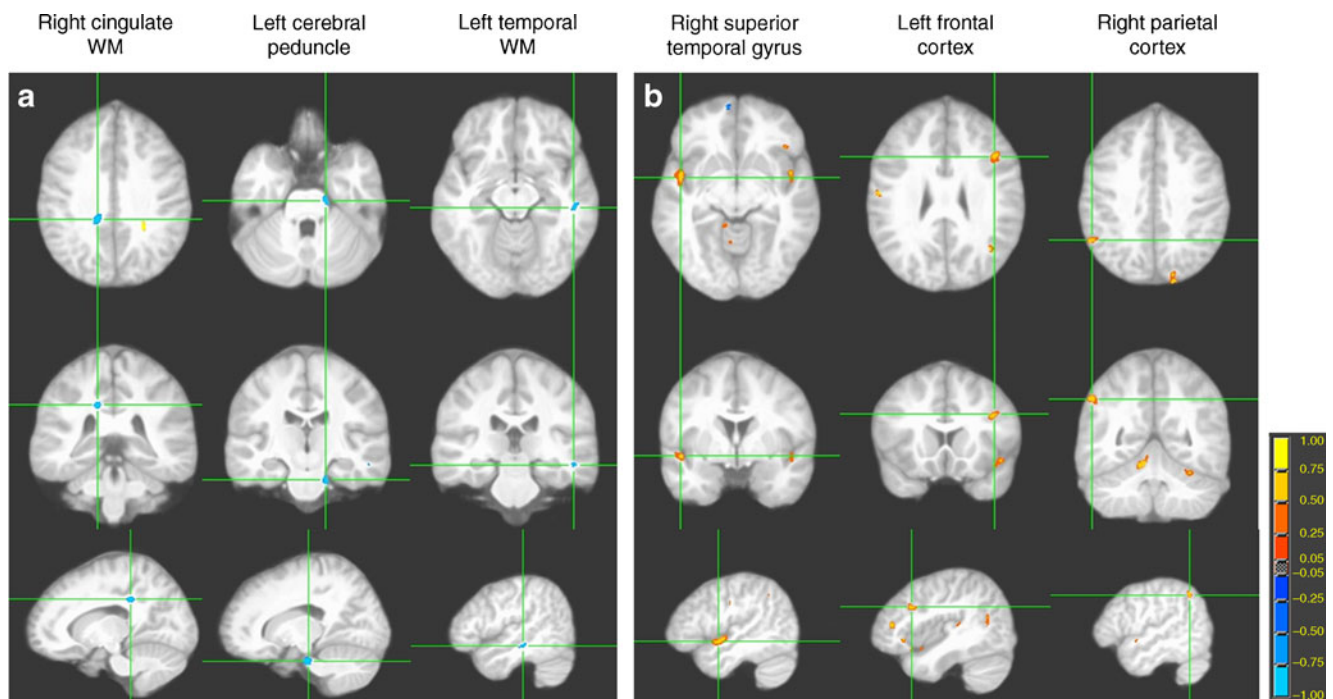 Right cingulate
WM
Left cerebral
peduncle
Left temporal
WM
Right superior
temporal gyrus
Left frontal
cortex
Right parietal
cortex
a
b
1.00
0.75
0.50
0.25
0.05
−0.05
−0.25
−0.50
−0.75
−1.00